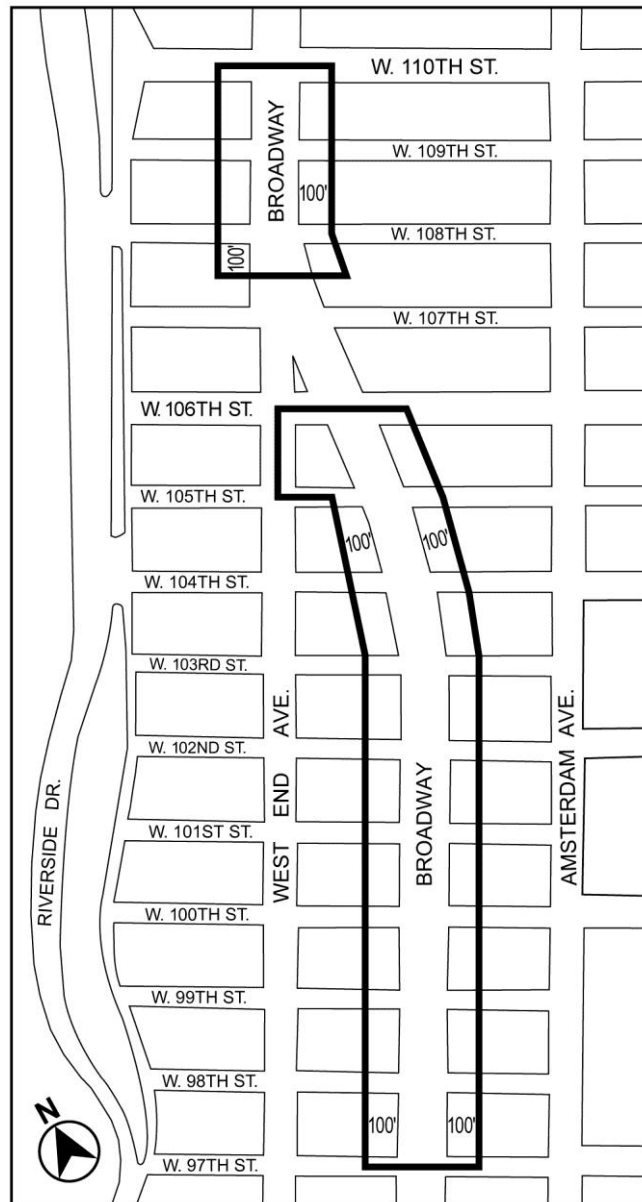 W. 110TH ST.
BROADWAY
W. 109TH ST.
100'
W. 108TH ST.
100'
W. 107TH ST.
W. 106TH ST.
W. 105TH ST.
100'
100'
W. 104TH ST.
W. 103RD ST.
WEST END AVE.
AMSTERDAM AVE.
W. 102ND ST.
BROADWAY
RIVERSIDE DR.
W. 101ST ST.
W. 100TH ST.
W. 99TH ST.
W. 98TH ST.
N
100'
100'
W. 97TH ST.